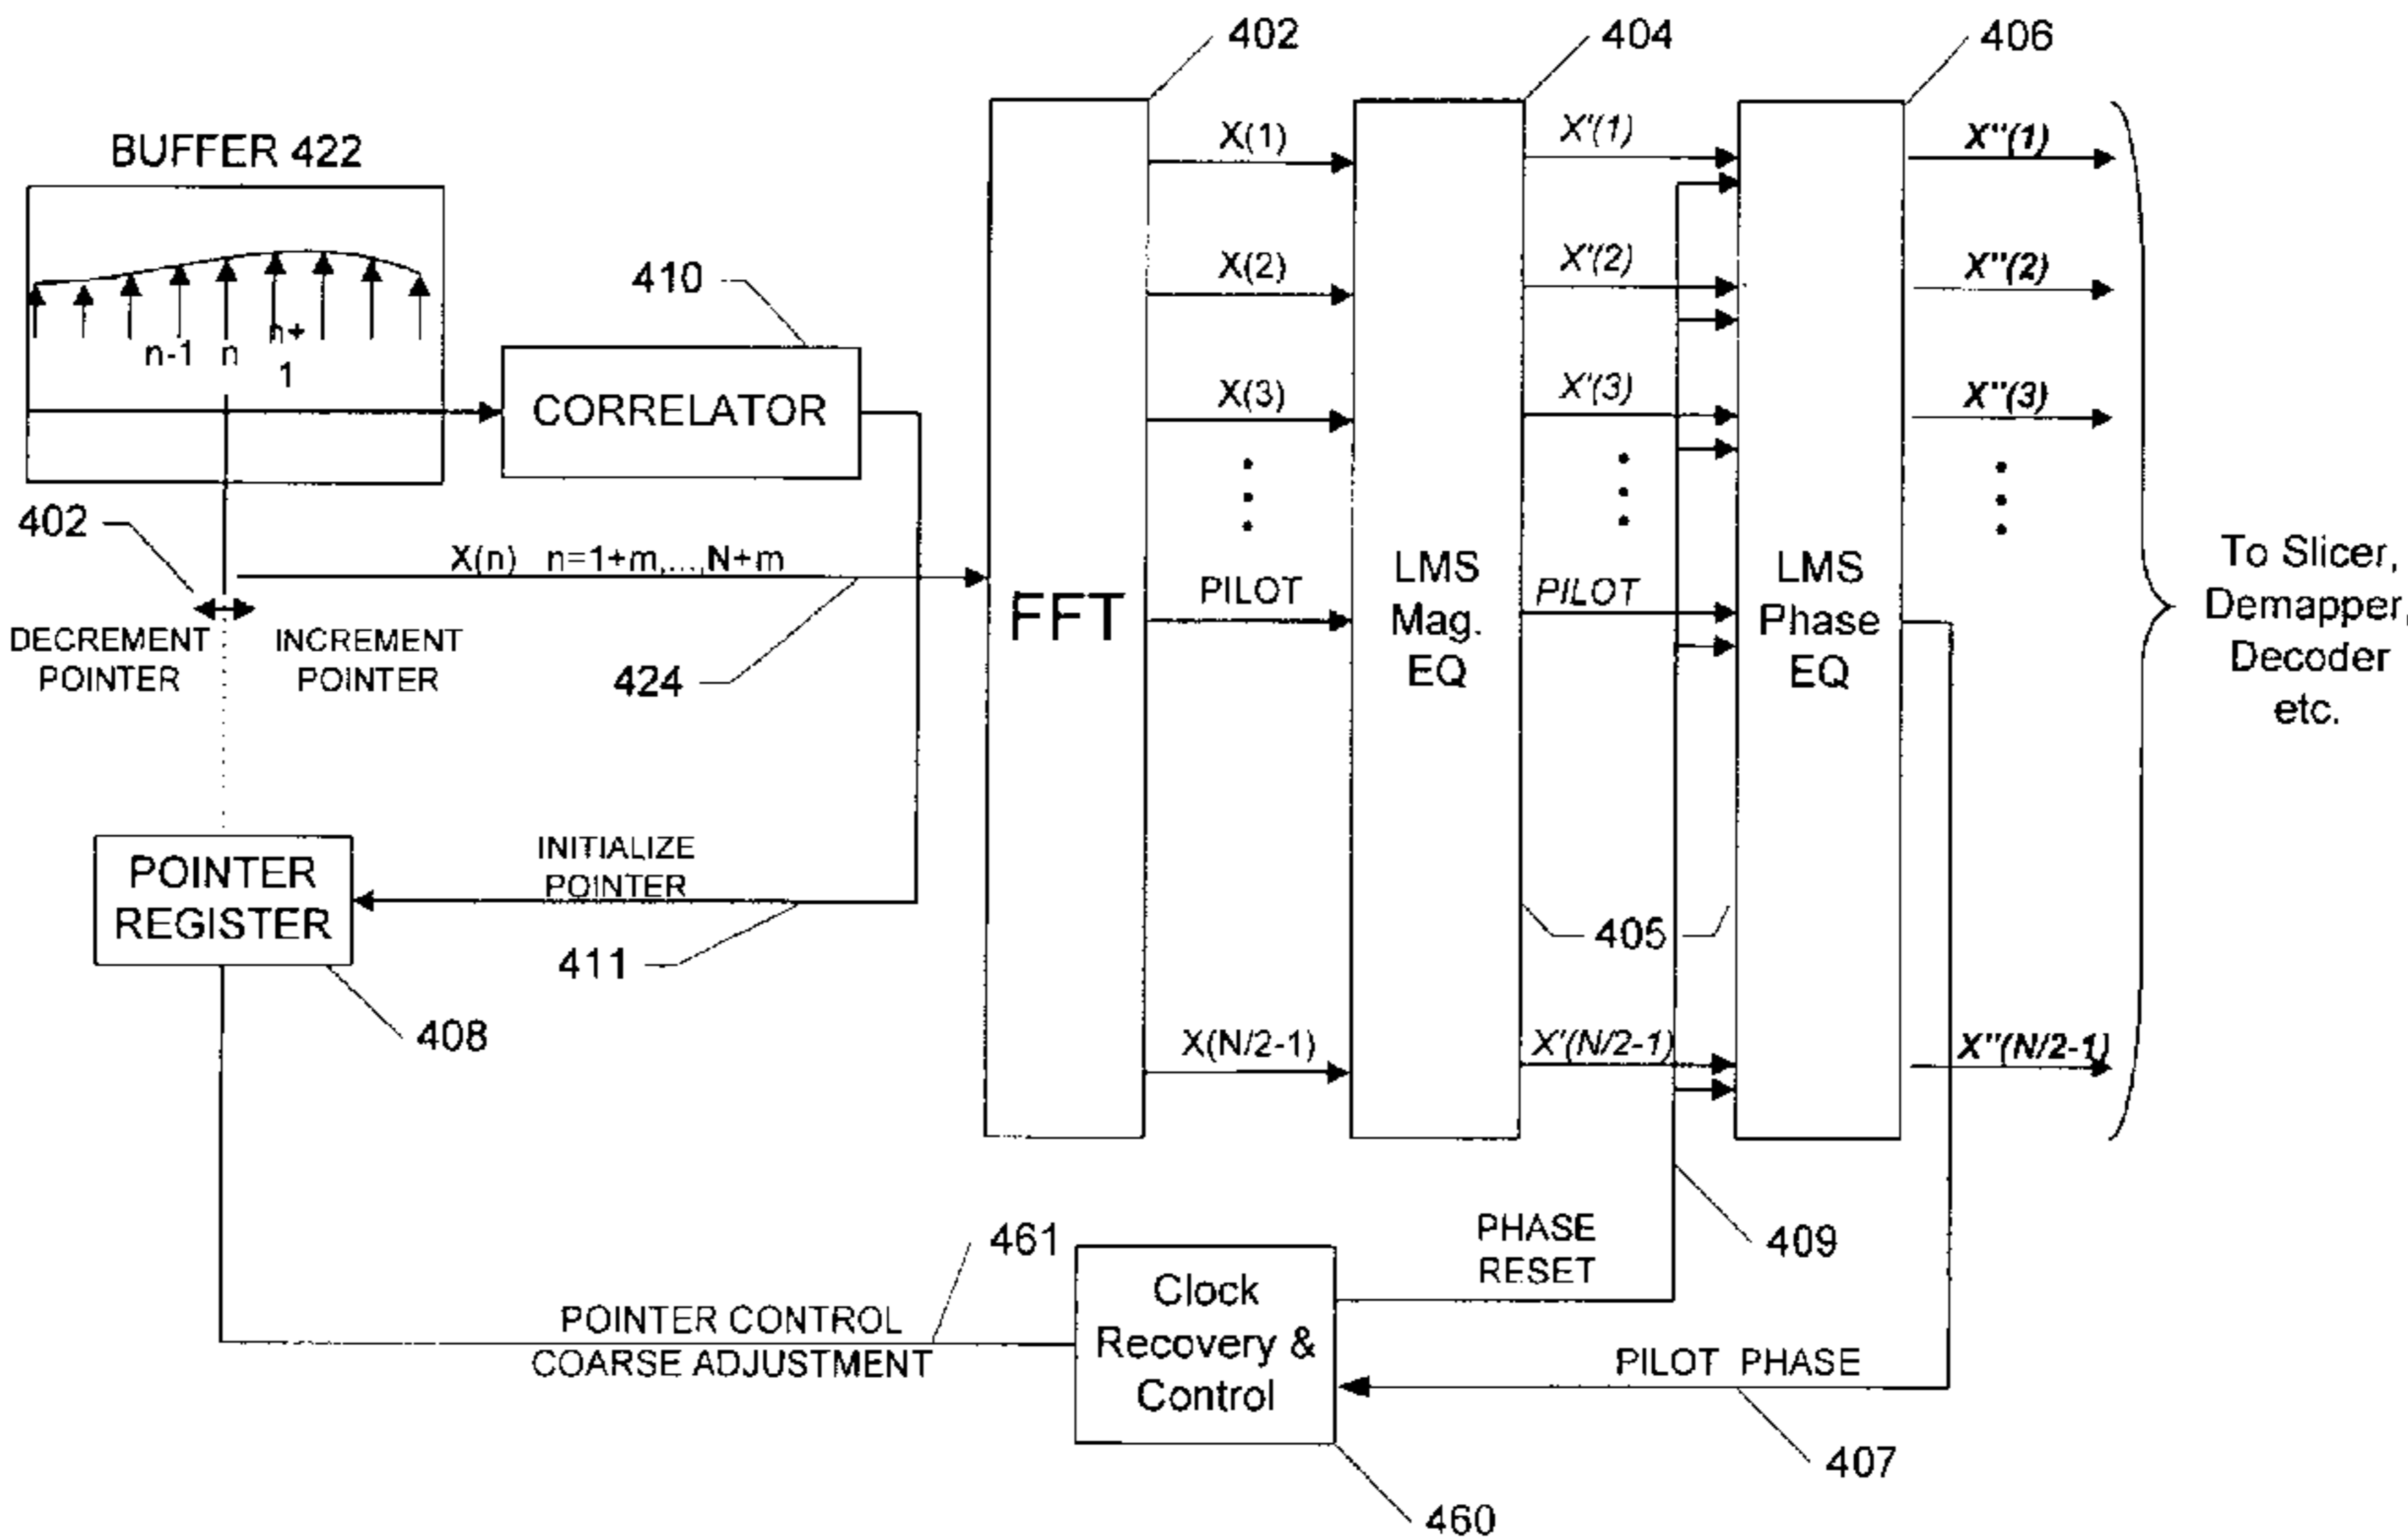 402
404
406
BUFFER 422
X(1)
X'(1)
X''(1)
X(2)
X'(2)
X''(2)
410
n-1 n n+
1
CORRELATOR
X(3)
X'(3)
X''(3)
402
X(n) n=1+m,...,N+m
FFT
PILOT
LMS
Mag.
EQ
PILOT
LMS
Phase
EQ
To Slicer,
Demapper,
Decoder
etc.
DECREMENT
POINTER
INCREMENT
POINTER
424
POINTER
REGISTER
INITIALIZE
POINTER
411
405
408
X(N/2-1)
X'(N/2-1)
X''(N/2-1)
461
PHASE
RESET
409
POINTER CONTROL
COARSE ADJUSTMENT
Clock
Recovery &
Control
PILOT PHASE
407
460